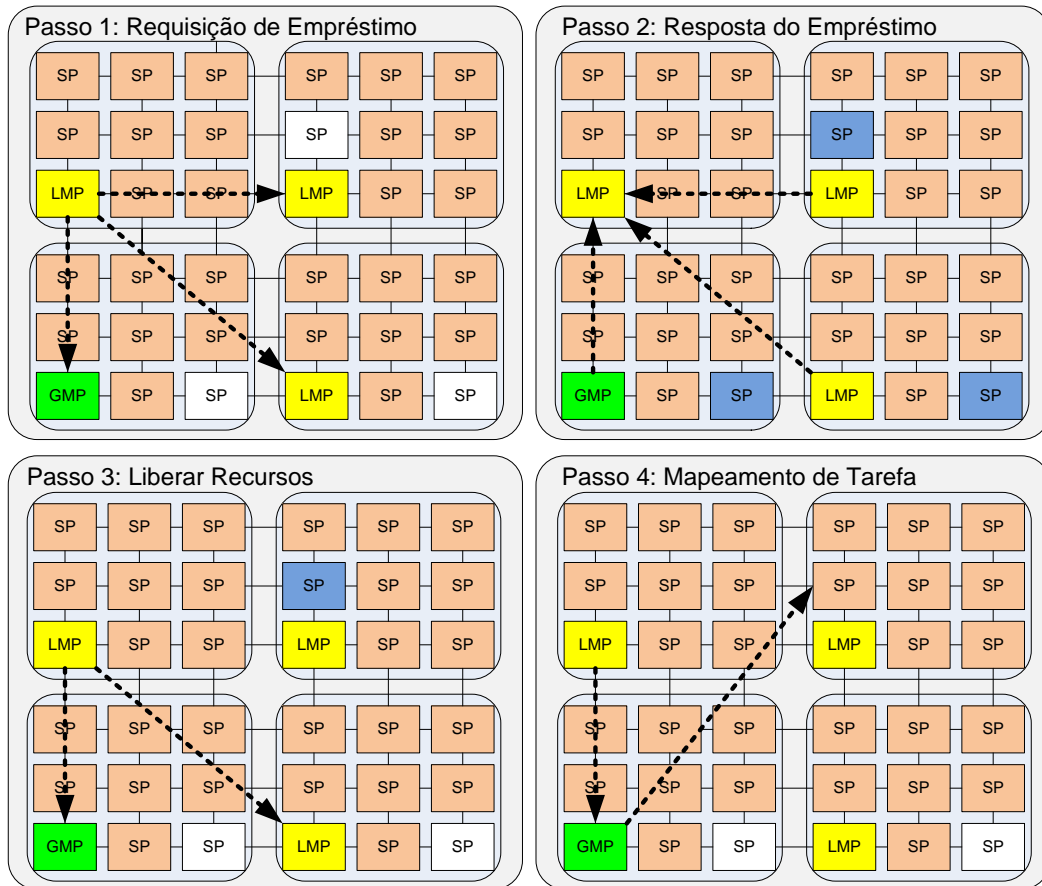 Passo 1: Requisição de Empréstimo
SP SP SP SP SP SP
SP SP SP SP SP SP
LMP SP SP LMP SP SP
SP SP SP SP SP SP
SP SP SP SP SP SP
GMP SP SP LMP SP SP
Passo 2: Resposta do Empréstimo
SP SP SP SP SP SP
SP SP SP SP SP SP
LMP SP SP LMP SP SP
SP SP SP SP SP SP
SP SP SP SP SP SP
GMP SP SP LMP SP SP
Passo 3: Liberar Recursos
SP SP SP SP SP SP
SP SP SP SP SP SP
LMP SP SP LMP SP SP
SP SP SP SP SP SP
SP SP SP SP SP SP
GMP SP SP LMP SP SP
Passo 4: Mapeamento de Tarefa
SP SP SP SP SP SP
SP SP SP SP SP SP
LMP SP SP LMP SP SP
SP SP SP SP SP SP
SP SP SP SP SP SP
GMP SP SP LMP SP SP